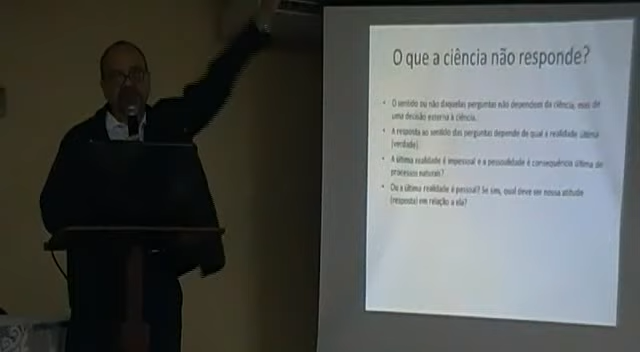 O que a ciência não responde?
• O sentido ou não daquelas perguntas não dependem da ciência, mas de
uma decisão externa à ciência.
• A resposta ao sentido das perguntas depende de qual a realidade última
(verdade).
• A última realidade é impessoal e a pessoalidade é consequência última de
processos naturais?
• Ou a última realidade é pessoal? Se sim, qual deve ser nossa atitude
(resposta) em relação a ela?